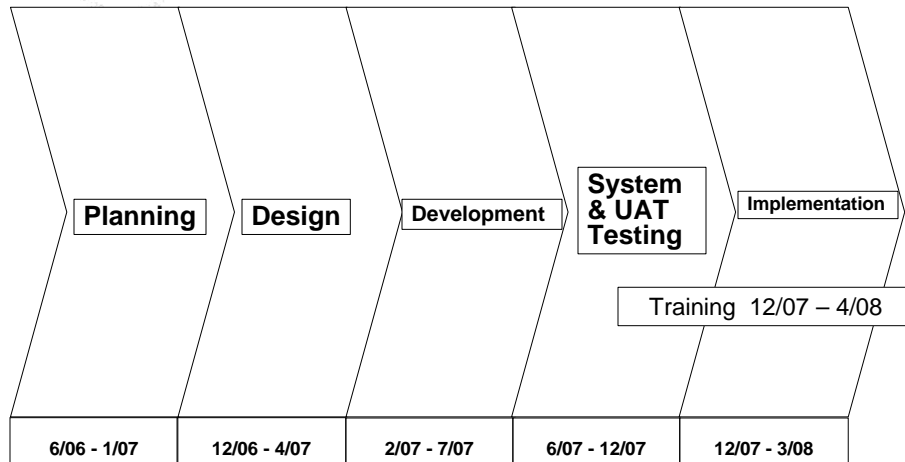 Planning
Design
Development
System
& UAT
Testing
Implementation
Training 12/07 – 4/08
6/06 - 1/07
12/06 - 4/07
2/07 - 7/07
6/07 - 12/07
12/07 - 3/08